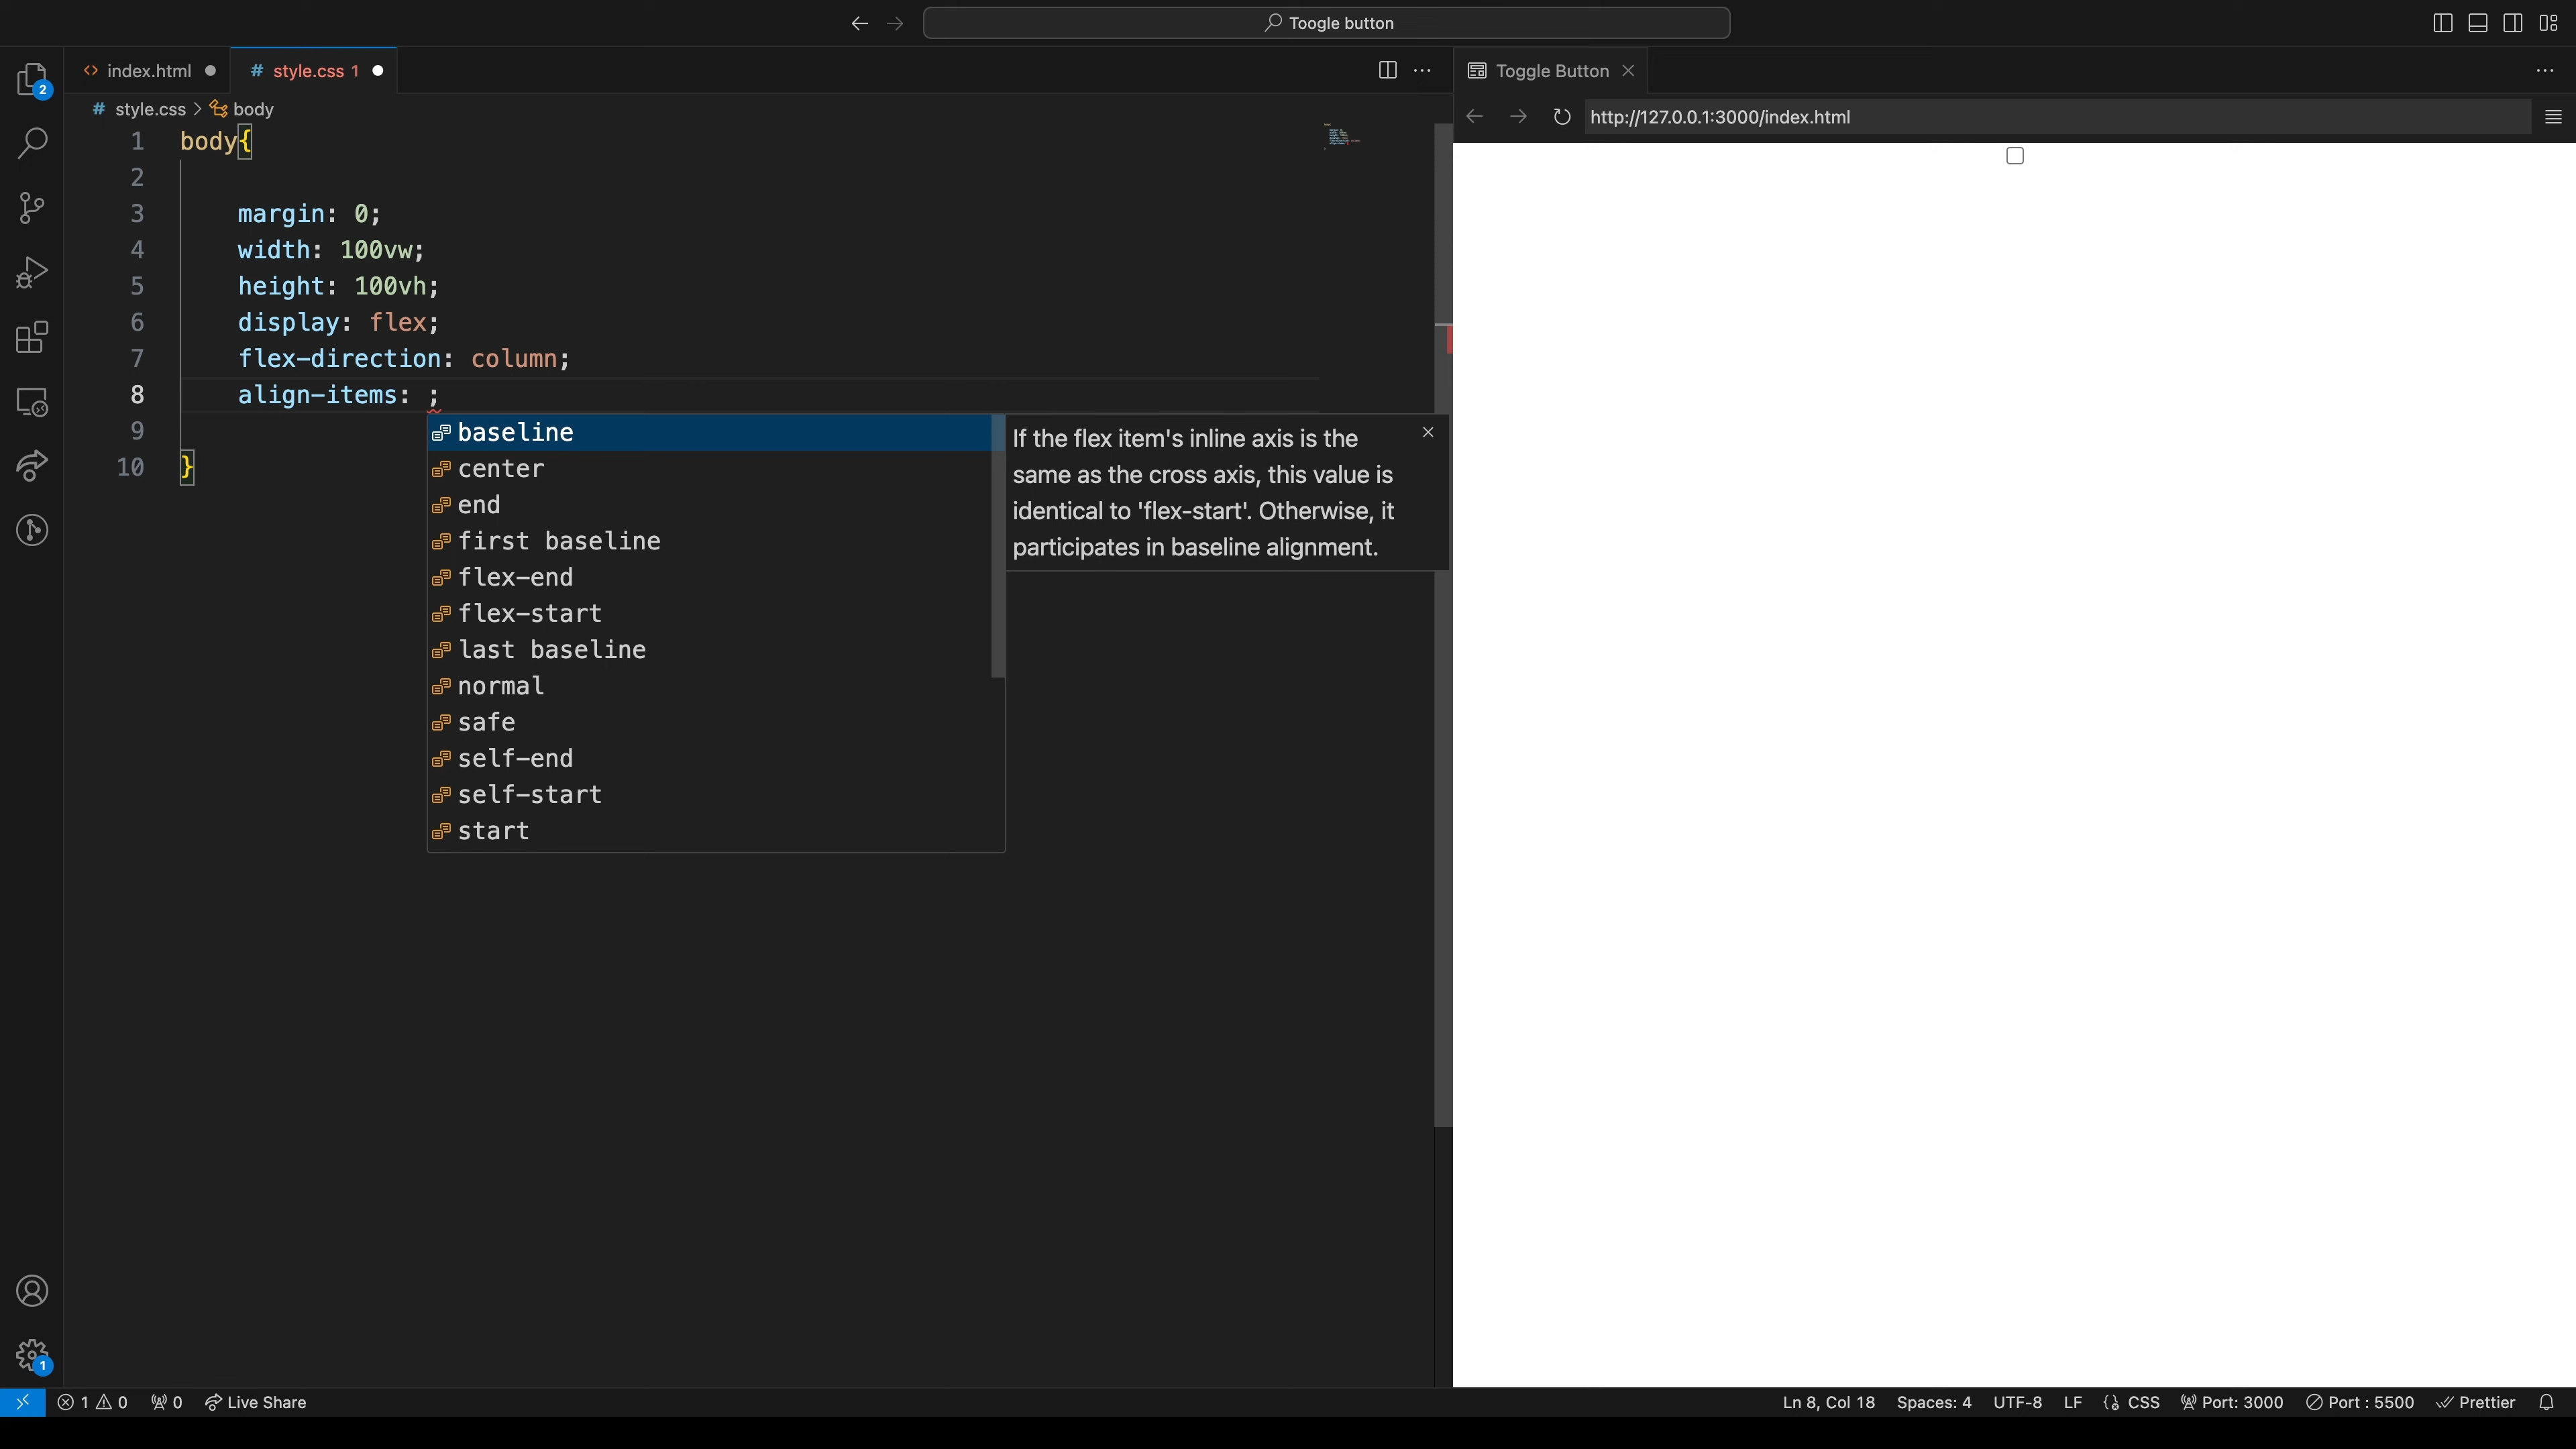 Toogle button
index.html
# style.css 1
Toggle Button
2
# style.css > body
http://127.0.0.1:3000/index.html
1 body{
2
3 margin: 0;
4 width: 100vw;
5 height: 100vh;
6 display: flex;
7 flex-direction: column;
8 align-items: ;
9
10 }
baseline
center
end
first baseline
flex-end
flex-start
last baseline
normal
safe
self-end
self-start
start
If the flex item's inline axis is the
same as the cross axis, this value is
identical to 'flex-start'. Otherwise, it
participates in baseline alignment.
1
1 0 0 Live Share Ln 8, Col 18 Spaces: 4 UTF-8 LF CSS Port: 3000 Port : 5500 Prettier